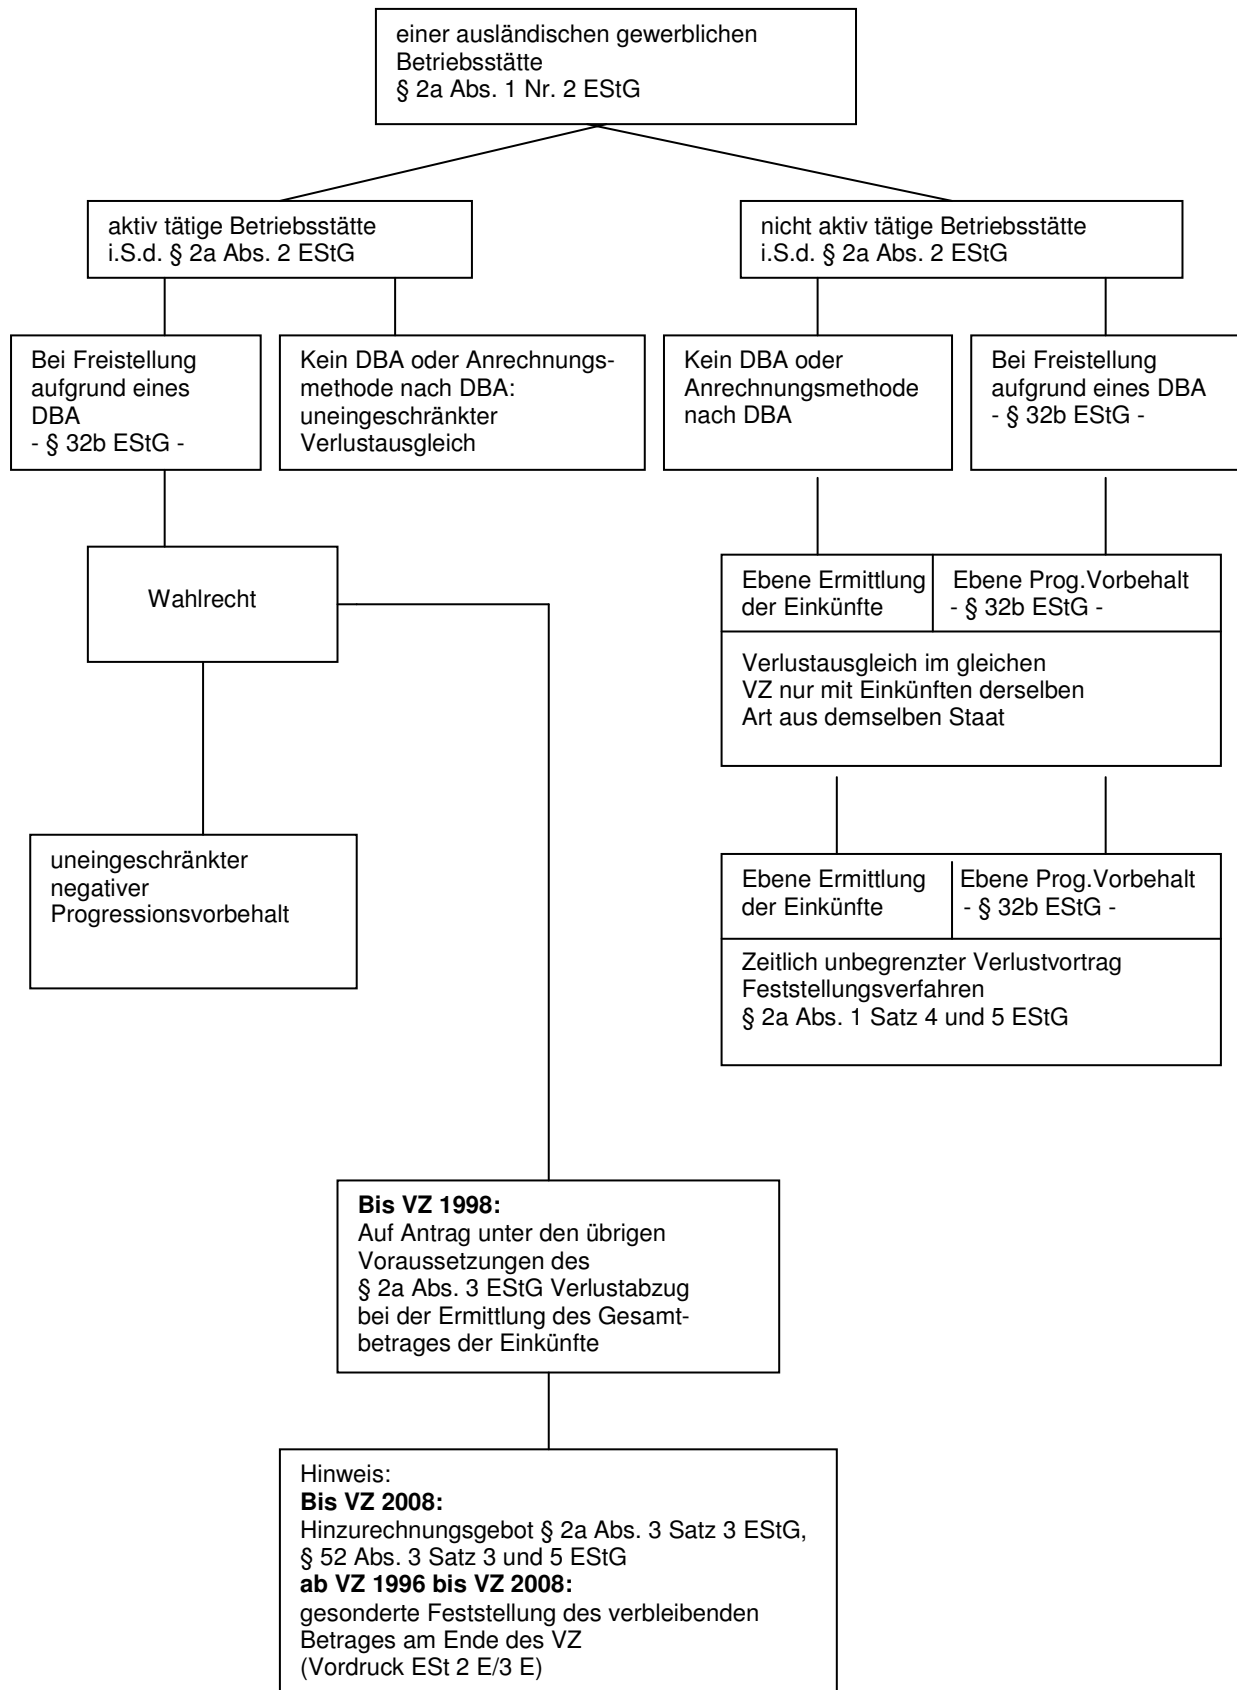 einer ausländischen gewerblichen
Betriebsstätte
§ 2a Abs. 1 Nr. 2 EStG
aktiv tätige Betriebsstätte
i.S.d. § 2a Abs. 2 EStG
nicht aktiv tätige Betriebsstätte
i.S.d. § 2a Abs. 2 EStG
Bei Freistellung
aufgrund eines
DBA
- § 32b EStG -
Kein DBA oder Anrechnungs-
methode nach DBA:
uneingeschränkter
Verlustausgleich
Kein DBA oder
Anrechnungsmethode
nach DBA
Bei Freistellung
aufgrund eines DBA
- § 32b EStG -
Wahlrecht
Ebene Ermittlung
der Einkünfte
Ebene Prog.Vorbehalt
- § 32b EStG -
Verlustausgleich im gleichen
VZ nur mit Einkünften derselben
Art aus demselben Staat
uneingeschränkter
negativer
Progressionsvorbehalt
Ebene Ermittlung
der Einkünfte
Ebene Prog.Vorbehalt
- § 32b EStG -
Zeitlich unbegrenzter Verlustvortrag
Feststellungsverfahren
§ 2a Abs. 1 Satz 4 und 5 EStG
Bis VZ 1998:
Auf Antrag unter den übrigen
Voraussetzungen des
§ 2a Abs. 3 EStG Verlustabzug
bei der Ermittlung des Gesamt-
betrages der Einkünfte
Hinweis:
Bis VZ 2008:
Hinzurechnungsgebot § 2a Abs. 3 Satz 3 EStG,
§ 52 Abs. 3 Satz 3 und 5 EStG
ab VZ 1996 bis VZ 2008:
gesonderte Feststellung des verbleibenden
Betrages am Ende des VZ
(Vordruck ESt 2 E/3 E)